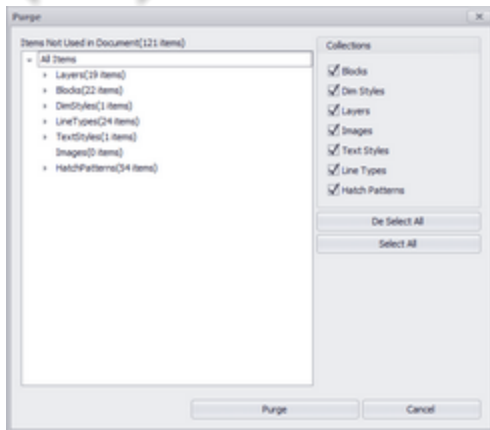 Purge
Items Not Used in Document(121 items)
All Items
Layers(19 items)
Blocks(22 items)
DimStyles(1 items)
LineTypes(24 items)
TextStyles(1 items)
Images(0 items)
HatchPatterns(54 items)
Collections
Blocks
Dim Styles
Layers
Images
Text Styles
Line Types
Hatch Patterns
De Select All
Select All
Purge
Cancel